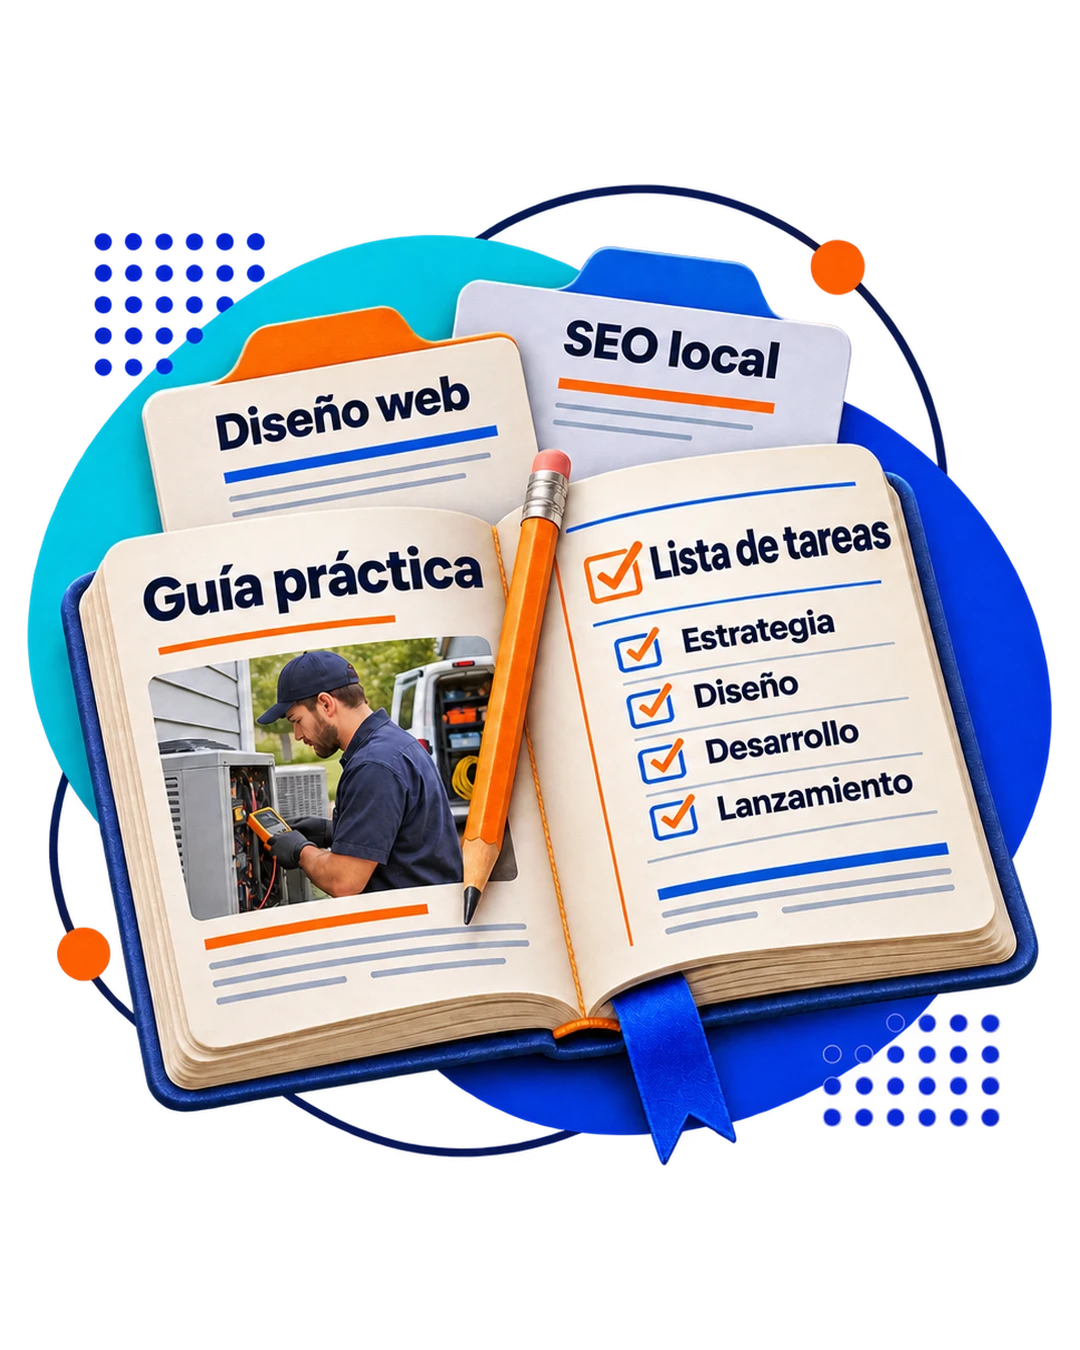 SEO local
Diseño web
Guía práctica
Lista de tareas
Estrategia
Diseño
Desarrollo
Lanzamiento